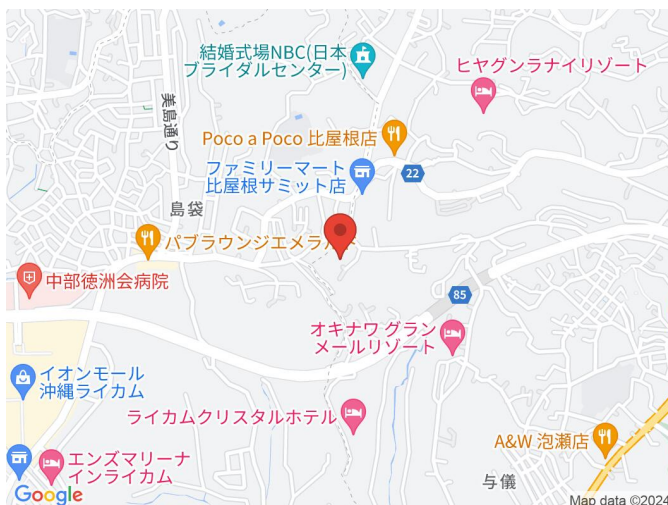 結婚式場NBC(日本
ブライダルセンター)
ヒヤグンラナイリゾート
美島通り
Poco a Poco 比屋根店
ファミリーマート
比屋根サミット店
22
島袋
パブラウンジエメラルド
中部徳洲会病院
85
オキナワ グラン
メールリゾート
イオンモール
沖縄ライカム
ライカムクリスタルホテル
A&W 泡瀬店
エンズマリーナ
インライカム
与儀
Google
Map data ©2024